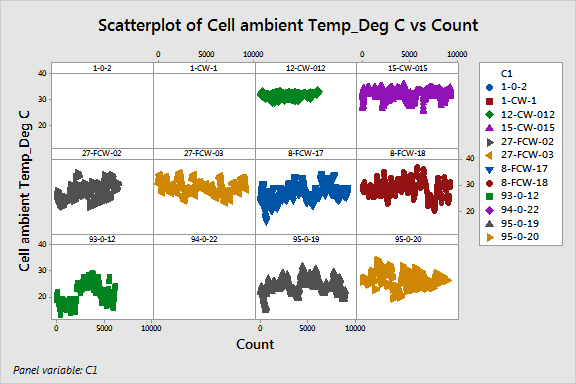 Scatterplot of Cell ambient Temp_Deg C vs Count
0 5000 10000 0 5000 10000
1-0-2 1-CW-1 12-CW-012 15-CW-015
40
30
20
27-FCW-02 27-FCW-03 8-FCW-17 8-FCW-18
40
30
20
93-0-12 94-0-22 95-0-19 95-0-20
40
30
20
0 5000 10000 0 5000 10000
Cell ambient Temp_Deg C
Count
C1
1-0-2
1-CW-1
12-CW-012
15-CW-015
27-FCW-02
27-FCW-03
8-FCW-17
8-FCW-18
93-0-12
94-0-22
95-0-19
95-0-20
Panel variable: C1